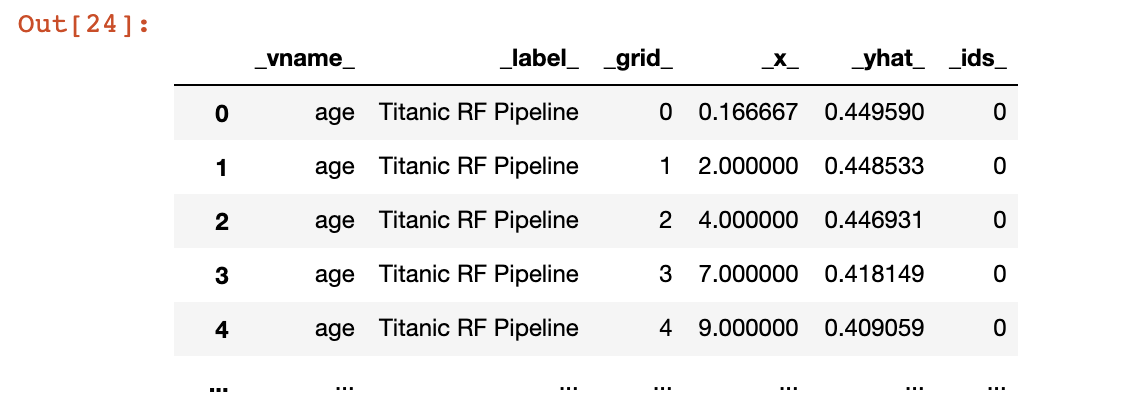 Out[24]:
_vname_ _label_ _grid_ _x_ _yhat_ _ids_
0 age Titanic RF Pipeline 0 0.166667 0.449590 0
1 age Titanic RF Pipeline 1 2.000000 0.448533 0
2 age Titanic RF Pipeline 2 4.000000 0.446931 0
3 age Titanic RF Pipeline 3 7.000000 0.418149 0
4 age Titanic RF Pipeline 4 9.000000 0.409059 0
... ... ... ... ... ... ...